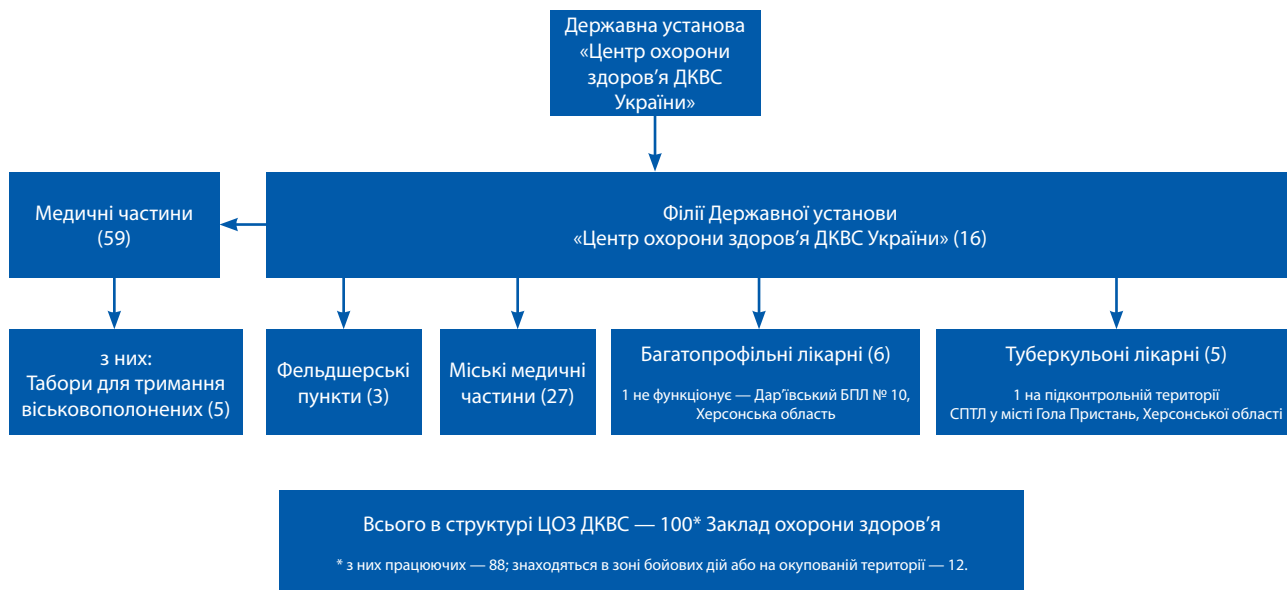 Державна установа
«Центр охорони
здоров’я ДКВС
України»
Медичні частини
(59)
Філії Державної установи
«Центр охорони здоров’я ДКВС України» (16)
з них:
Табори для тримання
віськовополонених (5)
Фельдшерські
пункти (3)
Міські медичні
частини (27)
Багатопрофільні лікарні (6)
1 не функціонує — Дар’ївський БПЛ № 10,
Херсонська область
Туберкульоні лікарні (5)
1 на підконтрольній території
СПТЛ у місті Гола Пристань, Херсонської області
Всього в структурі ЦОЗ ДКВС — 100* Заклад охорони здоров’я
* з них працюючих — 88; знаходяться в зоні бойових дій або на окупованій території — 12.